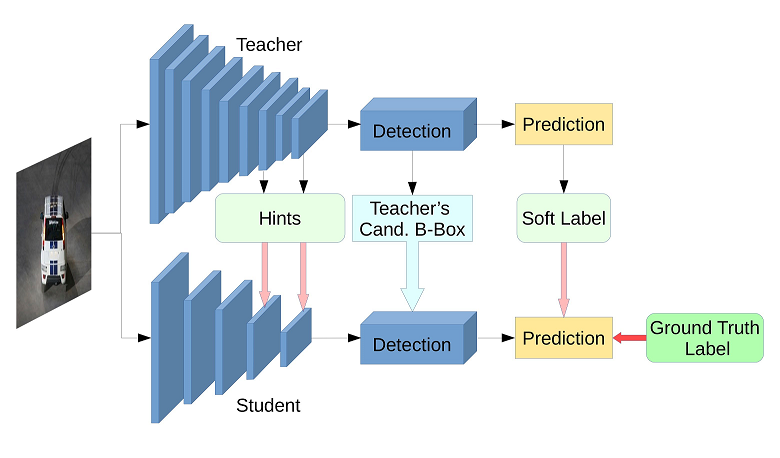 Teacher
Detection
Prediction
Hints
Teacher's
Cand. B-Box
Soft Label
Detection
Prediction
Ground Truth
Label
Student